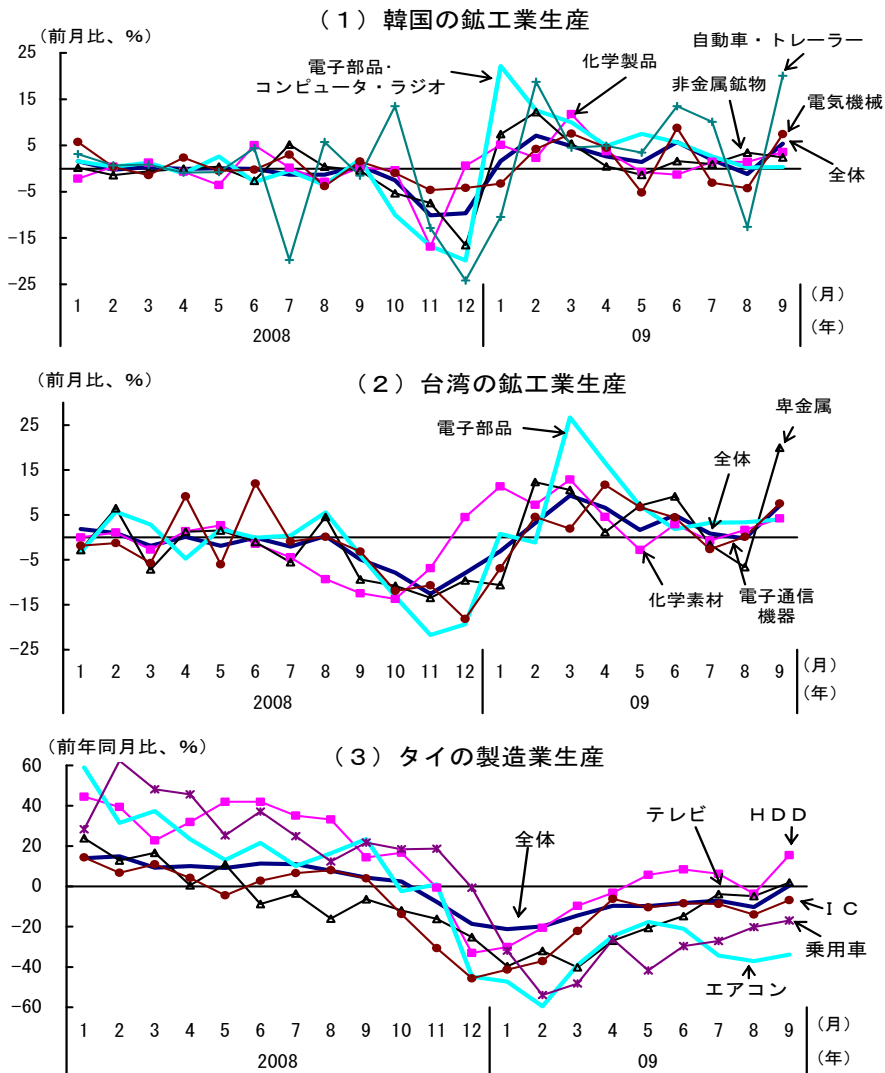 (1)韓国の鉱工業生産
(前月比、%)
25
15
5
-5
-15
-25
電子部品・
コンピュータ・ラジオ
化学製品
非金属鉱物
自動車・トレーラー
電気機械
全体
1 2 3 4 5 6 7 8 9 10 11 12 1 2 3 4 5 6 7 8 9 (月)
2008 09 (年)
(2)台湾の鉱工業生産
(前月比、%)
25
15
5
-5
-15
-25
電子部品
卑金属
全体
化学素材
電子通信
機器
1 2 3 4 5 6 7 8 9 10 11 12 1 2 3 4 5 6 7 8 9 (月)
2008 09 (年)
(3)タイの製造業生産
(前年同月比、%)
60
40
20
0
-20
-40
-60
全体
テレビ
HDD
IC
乗用車
エアコン
1 2 3 4 5 6 7 8 9 10 11 12 1 2 3 4 5 6 7 8 9 (月)
2008 09 (年)